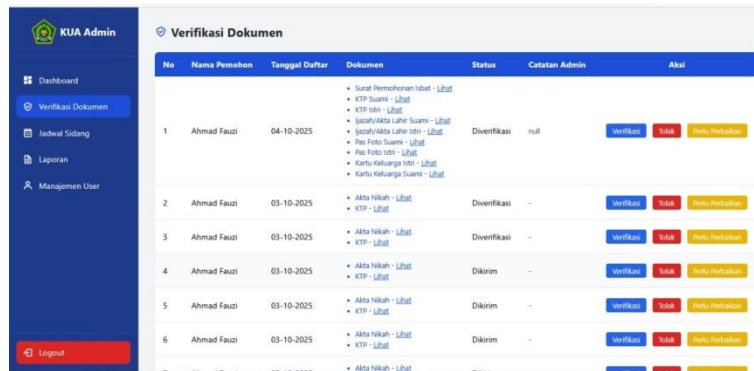 KUA Admin
Dashboard
Verifikasi Dokumen
Jadwal Sidang
Laporan
Manajemen User
Logout
Verifikasi Dokumen
No Nama Pemohon Tanggal Daftar Dokumen Status Catatan Admin Aksi
1 Ahmad Fauzi 04-10-2025
• Surat Permohonan Isbat - Lihat
• KTP Suami - Lihat
• KTP Istri - Lihat
• Ijazah/Akta Lahir Suami - Lihat
• Ijazah/Akta Lahir Istri - Lihat
• Pas Foto Suami - Lihat
• Pas Foto Istri - Lihat
• Kartu Keluarga Istri - Lihat
• Kartu Keluarga Suami - Lihat
Diverifikasi null Verifikasi Tolak Perlu Perbaikan
2 Ahmad Fauzi 03-10-2025
• Akta Nikah - Lihat
• KTP - Lihat
Diverifikasi - Verifikasi Tolak Perlu Perbaikan
3 Ahmad Fauzi 03-10-2025
• Akta Nikah - Lihat
• KTP - Lihat
Diverifikasi - Verifikasi Tolak Perlu Perbaikan
4 Ahmad Fauzi 03-10-2025
• Akta Nikah - Lihat
• KTP - Lihat
Dikirim - Verifikasi Tolak Perlu Perbaikan
5 Ahmad Fauzi 03-10-2025
• Akta Nikah - Lihat
• KTP - Lihat
Dikirim - Verifikasi Tolak Perlu Perbaikan
6 Ahmad Fauzi 03-10-2025
• Akta Nikah - Lihat
• KTP - Lihat
Dikirim - Verifikasi Tolak Perlu Perbaikan
• Akta Nikah - Lihat